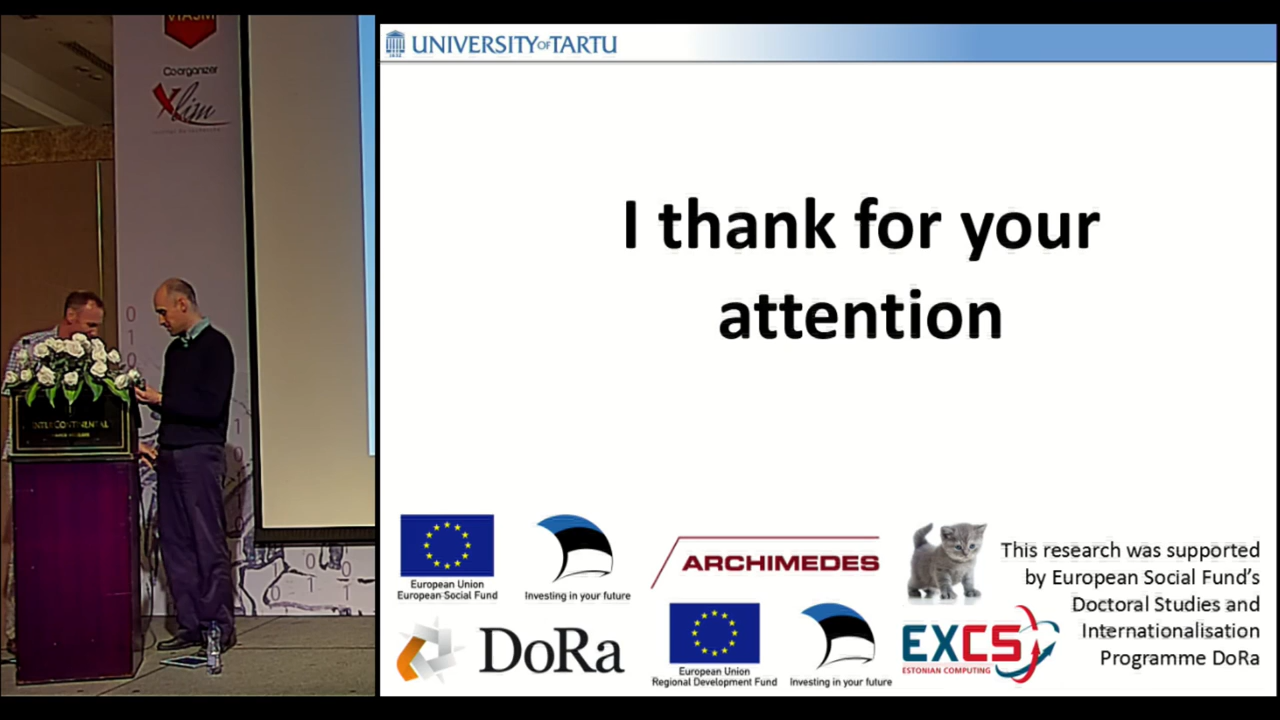 Coorganizer
Xlim
INTERCONTINENTAL
UNIVERSITY OF TARTU
I thank for your
attention
European Union
European Social Fund
Investing in your future
ARCHIMEDES
DoRa
European Union
Regional Development Fund
Investing in your future
EXCS
ESTONIAN COMPUTING
This research was supported
by European Social Fund's
Doctoral Studies and
Internationalisation
Programme DoRa